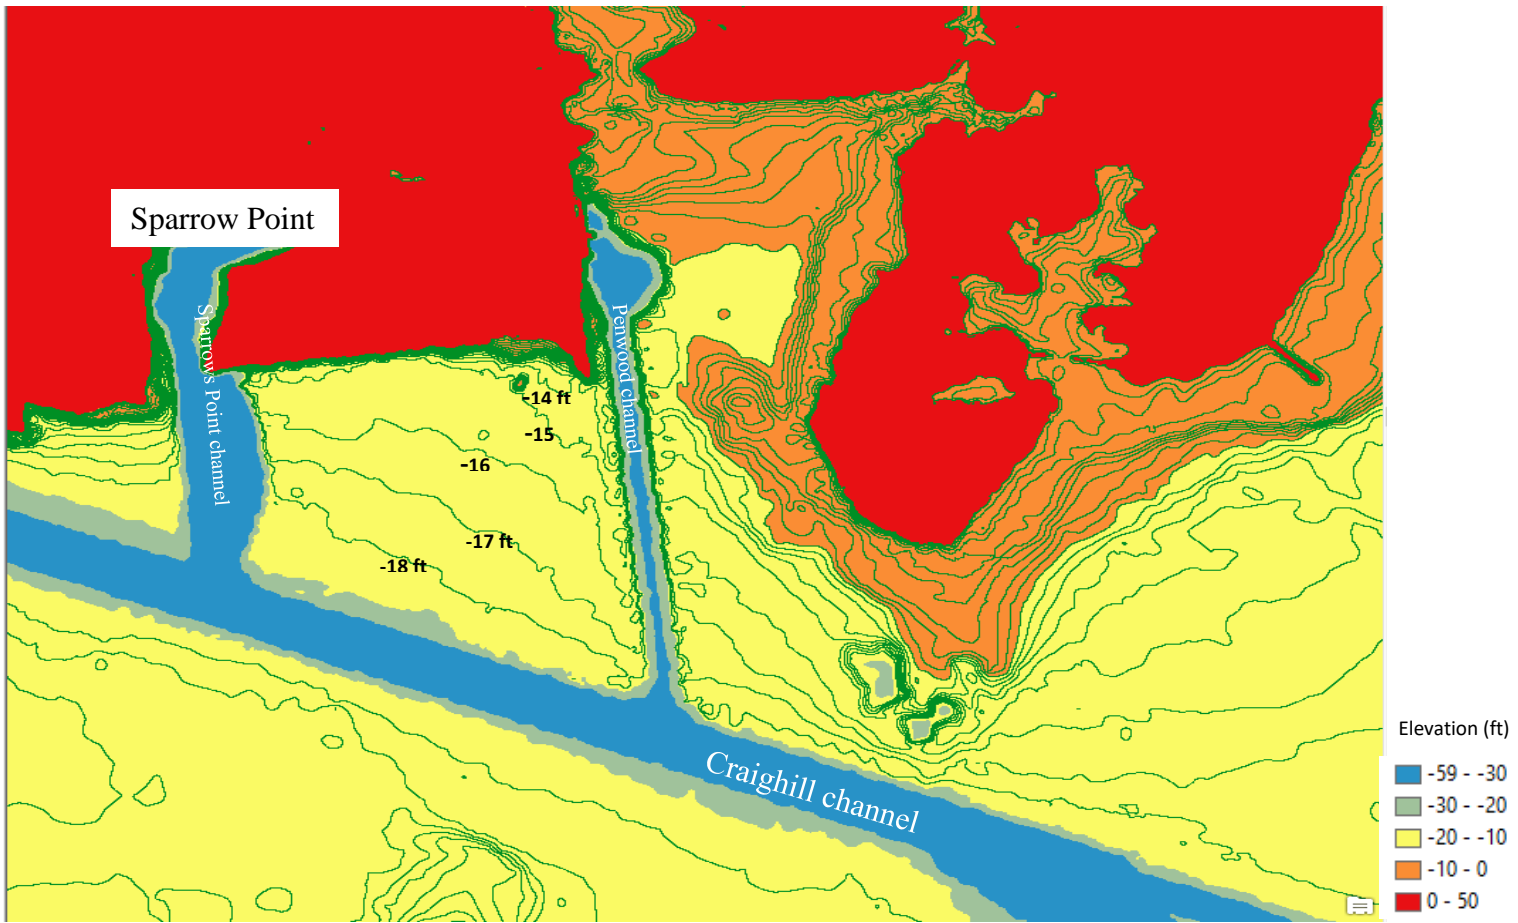 Sparrow Point
Sparrows Point channel
Penwood channel
-14 ft
-15
-16
-17 ft
-18 ft
Craighill channel
Elevation (ft)
-59 - -30
-30 - -20
-20 - -10
-10 - 0
0 - 50